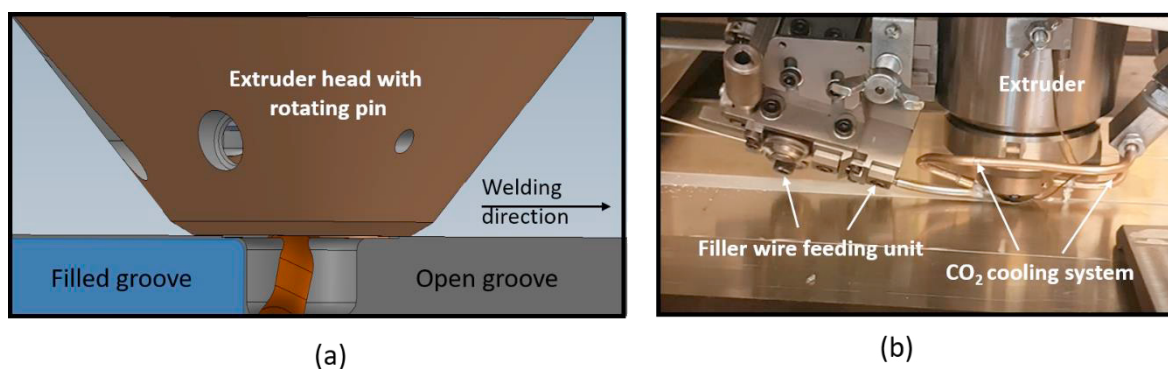 Extruder head with
rotating pin
Welding
direction
Filled groove
Open groove
(a)
Extruder
Filler wire feeding unit
CO₂ cooling system
(b)